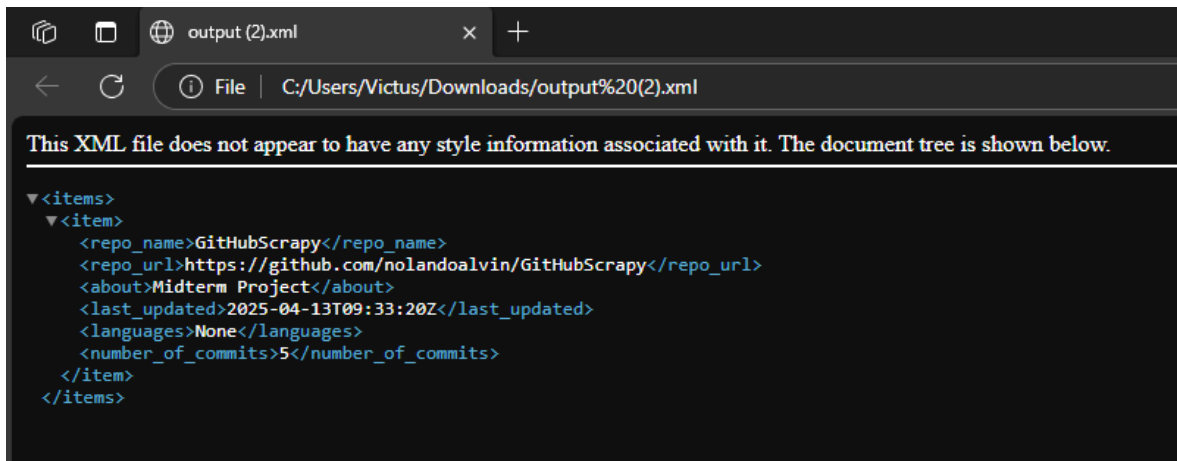 output (2).xml
File | C:/Users/Victus/Downloads/output%20(2).xml
This XML file does not appear to have any style information associated with it. The document tree is shown below.
▼<items>
▼<item>
<repo_name>GitHubScrapy</repo_name>
<repo_url>https://github.com/nolandoalvin/GitHubScrapy</repo_url>
<about>Midterm Project</about>
<last_updated>2025-04-13T09:33:20Z</last_updated>
<languages>None</languages>
<number_of_commits>5</number_of_commits>
</item>
</items>